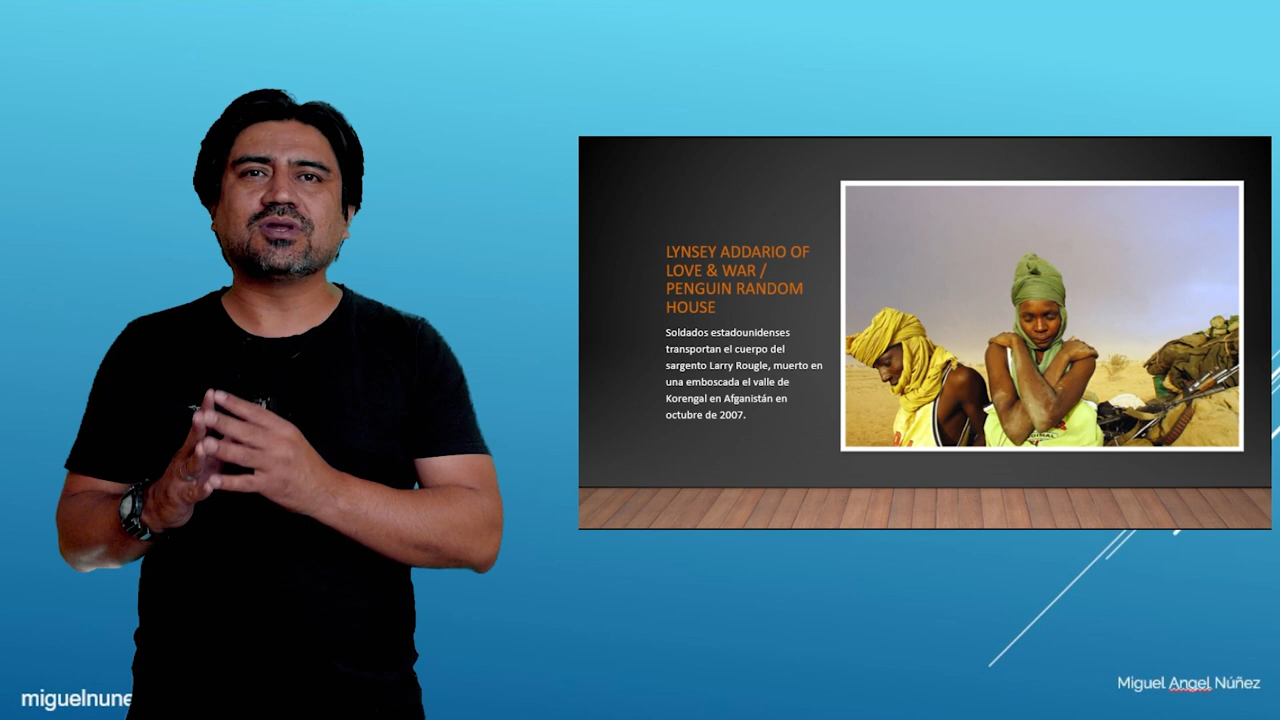 LYNSEY ADDARIO OF
LOVE & WAR /
PENGUIN RANDOM
HOUSE
Soldados estadounidenses
transportan el cuerpo del
sargento Larry Rougle, muerto en
una emboscada el valle de
Korengal en Afganistán en
octubre de 2007.
miguelnune
Miguel Angel Núñez